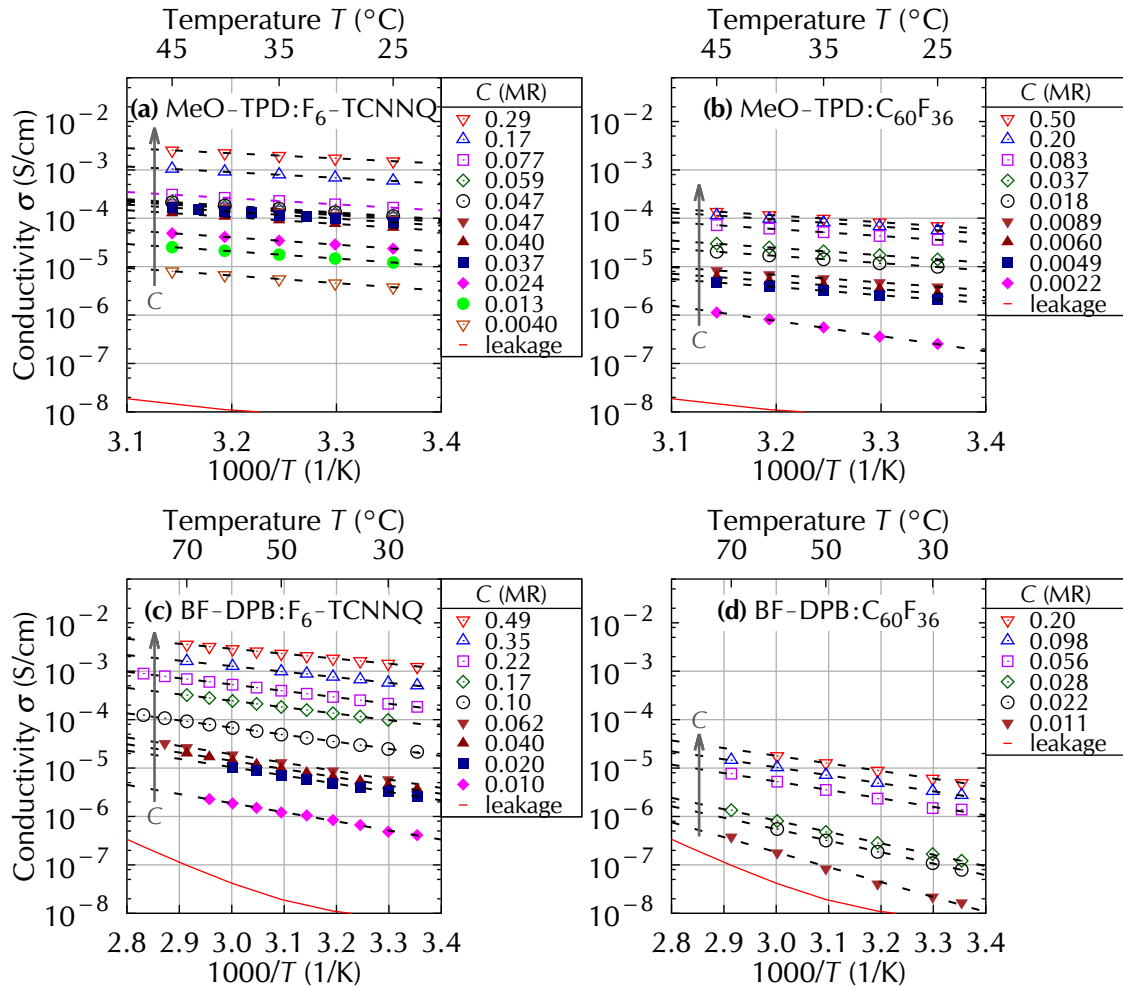 Temperature T (°C)
45 35 25
Conductivity σ (S/cm)
10⁻²
10⁻³
10⁻⁴
10⁻⁵
10⁻⁶
10⁻⁷
10⁻⁸
(a) MeO-TPD:F₆-TCNNQ
C
3.1 3.2 3.3 3.4
1000/T (1/K)
C (MR)
0.29
0.17
0.077
0.059
0.047
0.047
0.040
0.037
0.024
0.013
0.0040
leakage
Temperature T (°C)
45 35 25
10⁻²
10⁻³
10⁻⁴
10⁻⁵
10⁻⁶
10⁻⁷
10⁻⁸
(b) MeO-TPD:C₆₀F₃₆
C
3.1 3.2 3.3 3.4
1000/T (1/K)
C (MR)
0.50
0.20
0.083
0.037
0.018
0.0089
0.0060
0.0049
0.0022
leakage
Temperature T (°C)
70 50 30
Conductivity σ (S/cm)
10⁻²
10⁻³
10⁻⁴
10⁻⁵
10⁻⁶
10⁻⁷
10⁻⁸
(c) BF-DPB:F₆-TCNNQ
C
2.8 2.9 3.0 3.1 3.2 3.3 3.4
1000/T (1/K)
C (MR)
0.49
0.35
0.22
0.17
0.10
0.062
0.040
0.020
0.010
leakage
Temperature T (°C)
70 50 30
10⁻²
10⁻³
10⁻⁴
10⁻⁵
10⁻⁶
10⁻⁷
10⁻⁸
(d) BF-DPB:C₆₀F₃₆
C
2.8 2.9 3.0 3.1 3.2 3.3 3.4
1000/T (1/K)
C (MR)
0.20
0.098
0.056
0.028
0.022
0.011
leakage